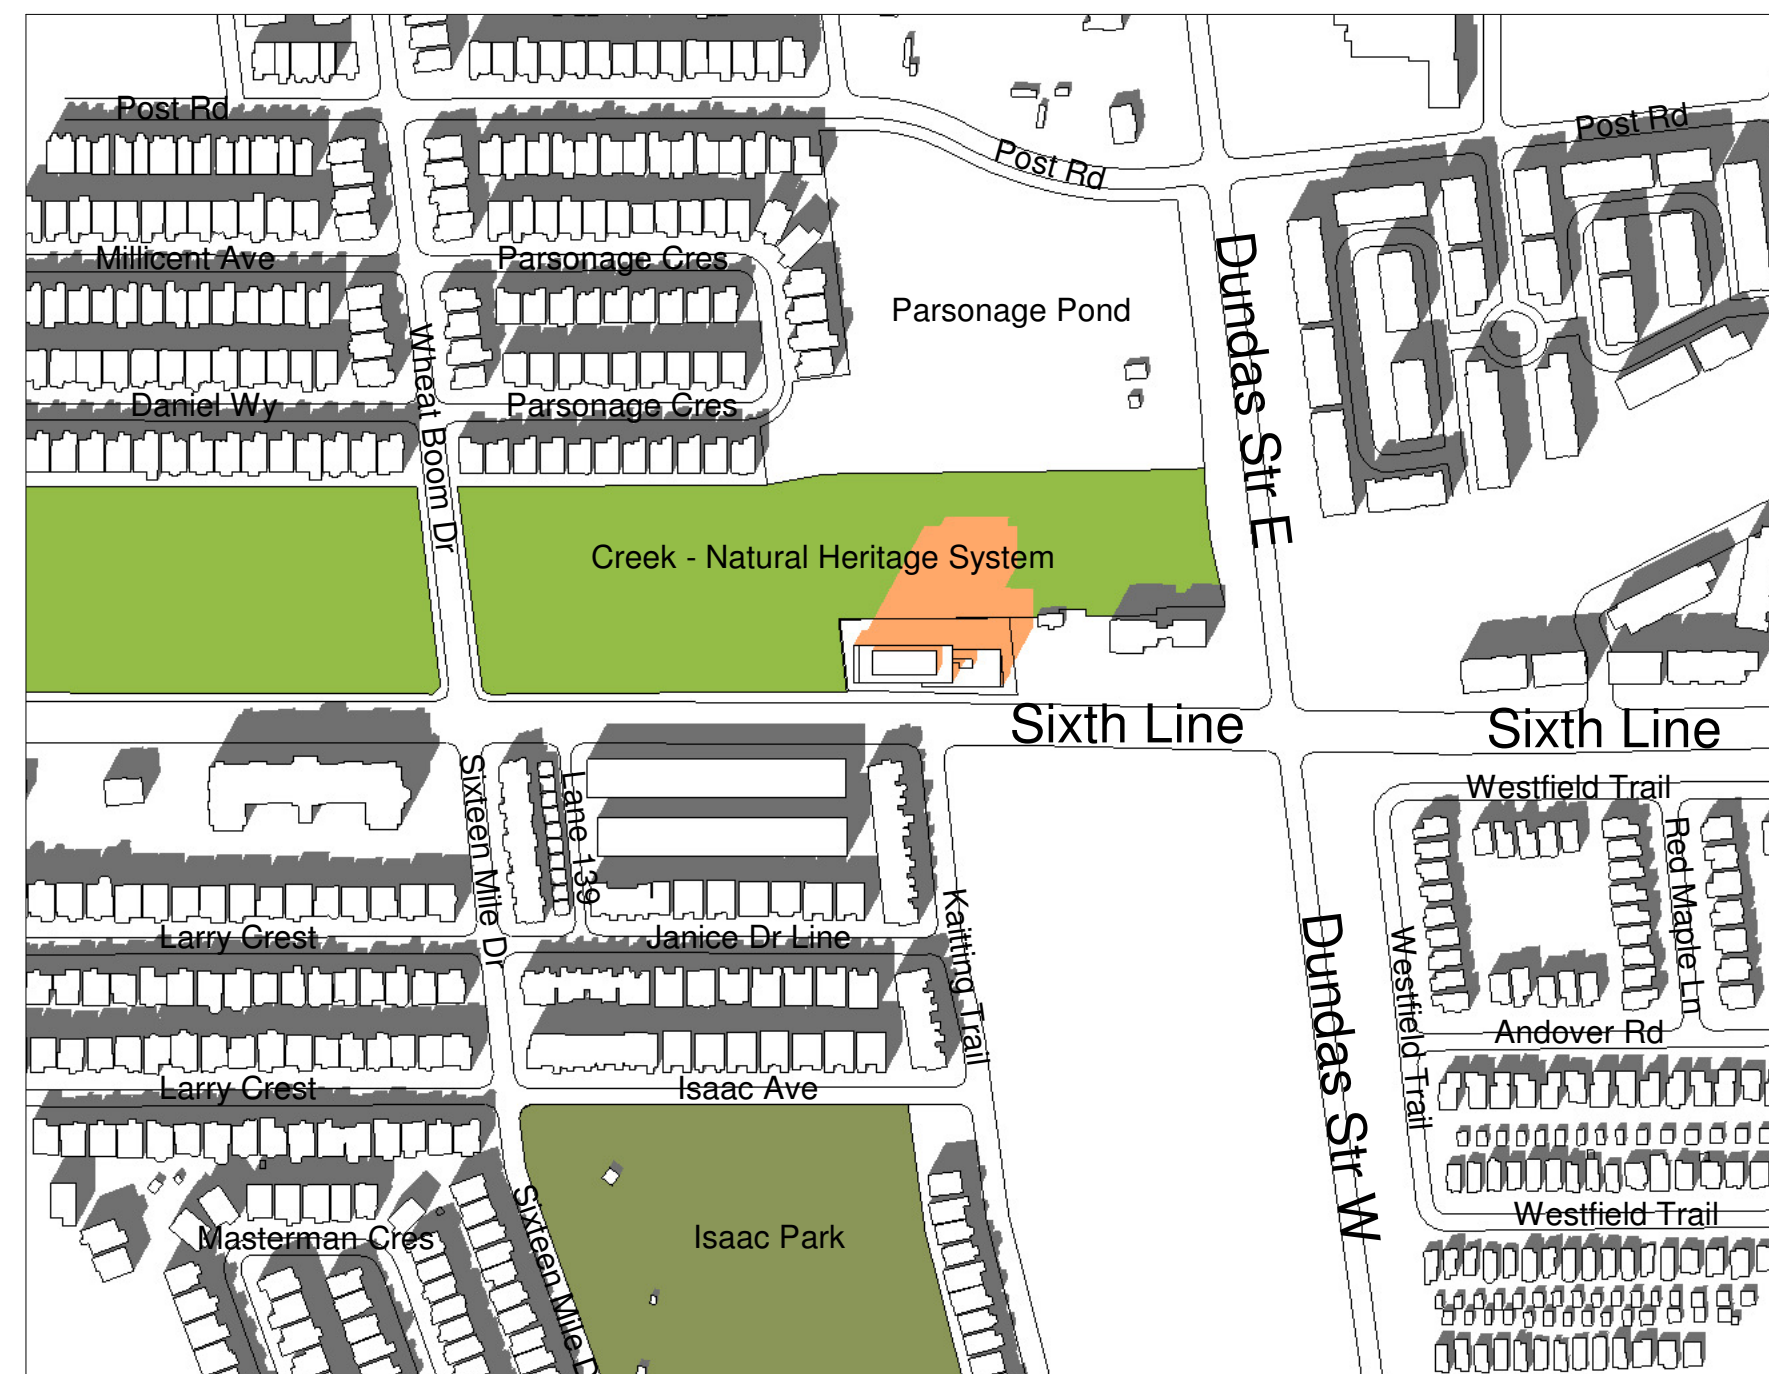 Post Rd
Post Rd
Post Rd
Millicent Ave
Parsonage Cres
Parsonage Pond
Dundas Str E
Wheat Boom Dr
Daniel Wy
Parsonage Cres
Creek - Natural Heritage System
Sixth Line
Sixth Line
Westfield Trail
Sixteen Mile Dr
Lane 139
Red Maple Ln
Kaitting Trail
Larry Crest
Janice Dr Line
Dundas Str W
Westfield Trail
Andover Rd
Larry Crest
Isaac Ave
Westfield Trail
Masterman Cres
Sixteen Mile D
Isaac Park